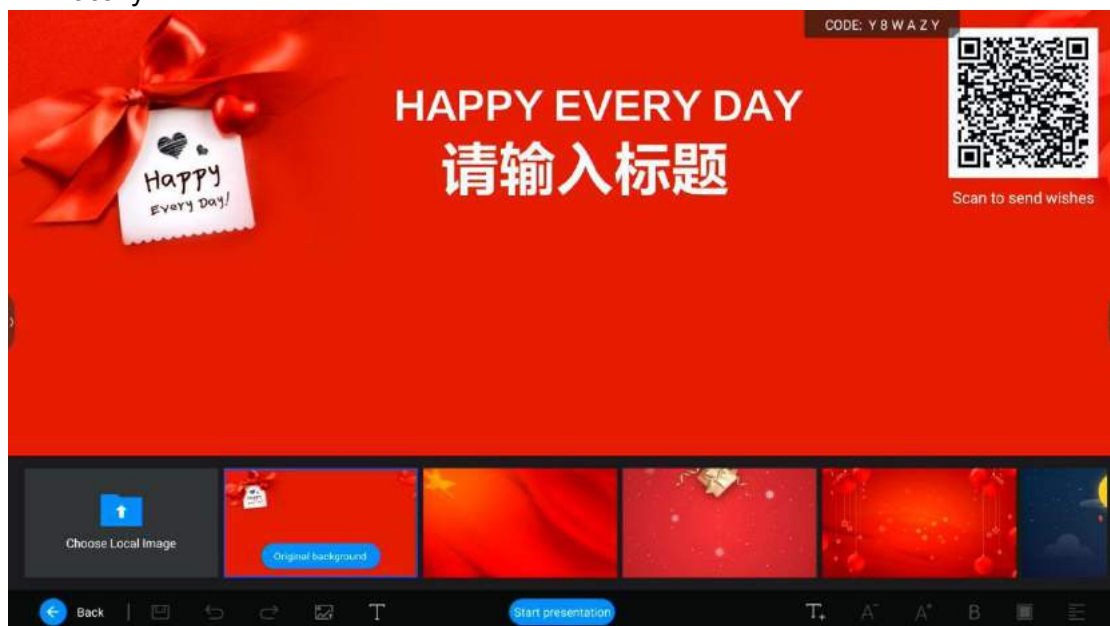 CODE: Y8WAZY
HAPPY EVERY DAY
请输入标题
Happy
Every Day!
Scan to send wishes
Choose Local Image
Original background
Back
T
Start presentation
T+
A-
A+
B